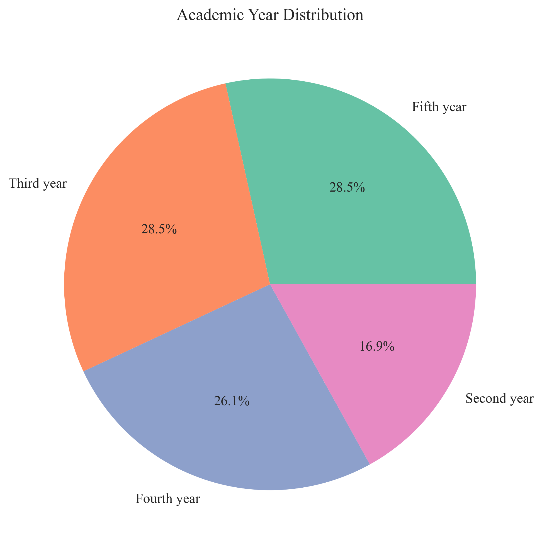 Academic Year Distribution
Fifth year
28.5%
Third year
28.5%
16.9%
26.1%
Second year
Fourth year